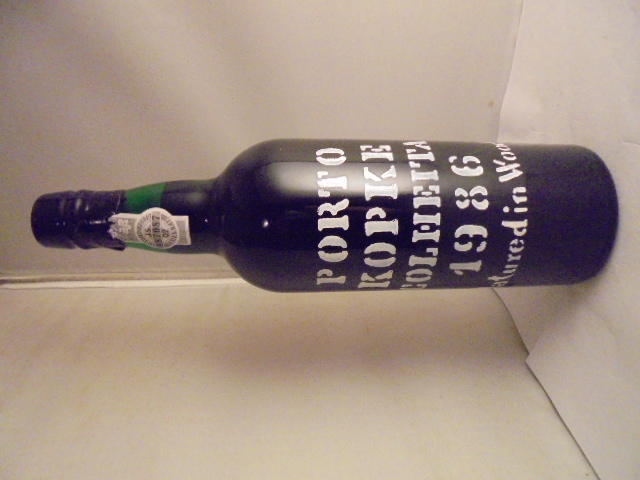 PORTO
KOPKE
COLHEITA
1986
Matured in Wood